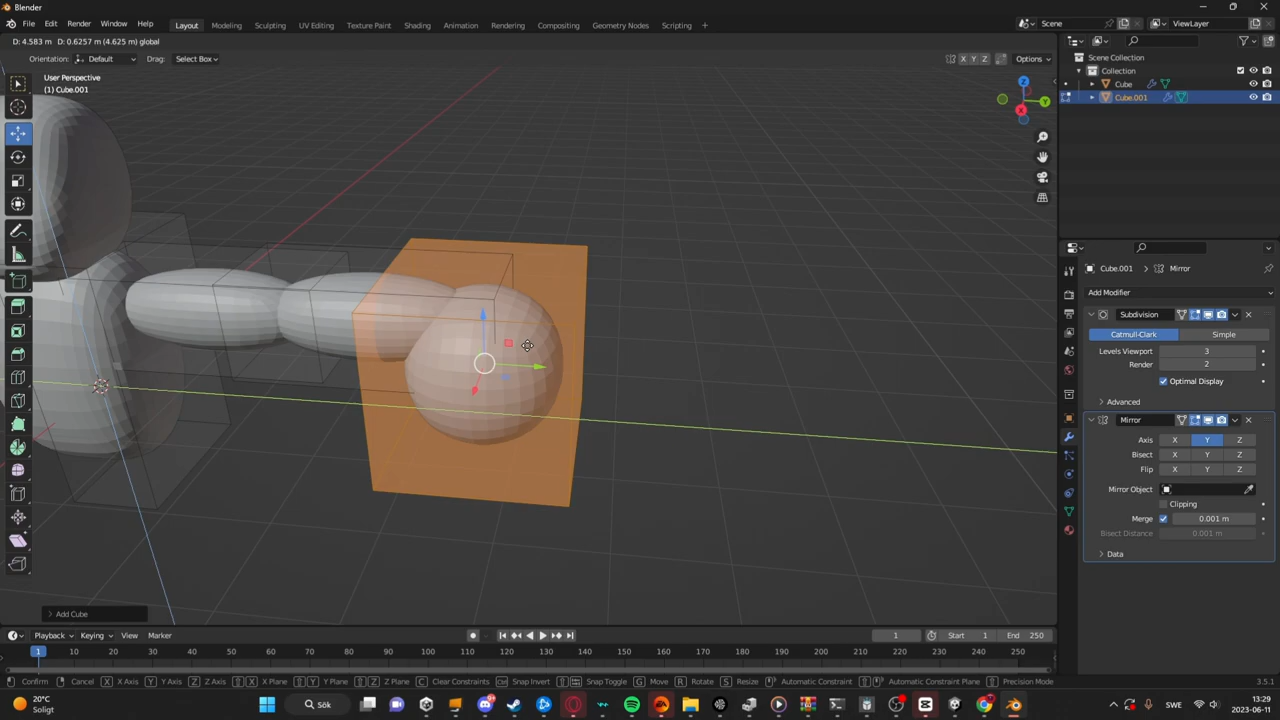 Blender
File Edit Render Window Help Layout Modeling Sculpting UV Editing Texture Paint Shading Animation Rendering Compositing Geometry Nodes Scripting + Scene ViewLayer
D: 4.583 m D: 0.6257 m (4.625 m) global
Orientation: Default Drag: Select Box X Y Z Options
User Perspective
(1) Cube.001
Scene Collection
Collection
Cube
Cube.001
Z
Y
X
Cube.001 Mirror
Add Modifier
Subdivision
Catmull-Clark Simple
Levels Viewport 3
Render 2
Optimal Display
Advanced
Mirror
Axis X Y Z
Bisect X Y Z
Flip X Y Z
Mirror Object
Clipping
Merge 0.001 m
Bisect Distance 0.001 m
Data
Add Cube
Playback Keying View Marker 1 Start 1 End 250
1 10 20 30 40 50 60 70 80 90 100 110 120 130 140 150 160 170 180 190 200 210 220 230 240 250
Confirm Cancel X X Axis Y Y Axis Z Z Axis X X Plane Y Y Plane Z Z Plane C Clear Constraints Snap Invert Snap Toggle G Move R Rotate S Resize Automatic Constraint Automatic Constraint Plane Precision Mode 3.5.1
20°C
Soligt
Sök
SWE
13:29
2023-06-11